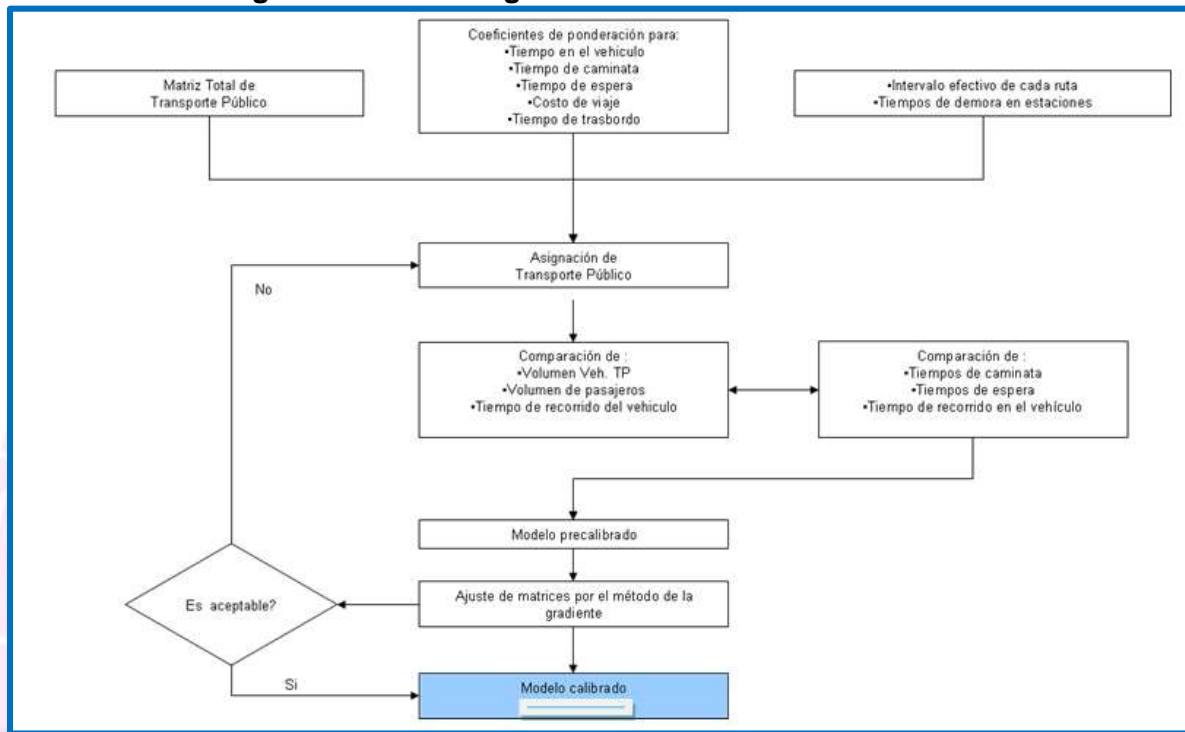 Coeficientes de ponderación para:
•Tiempo en el vehículo
•Tiempo de caminata
•Tiempo de espera
•Costo de viaje
•Tiempo de trasbordo
Matriz Total de
Transporte Público
•Intervalo efectivo de cada ruta
•Tiempos de demora en estaciones
Asignación de
Transporte Público
No
Comparación de :
•Volumen Veh. TP
•Volumen de pasajeros
•Tiempo de recorrido del vehiculo
Comparación de :
•Tiempos de caminata
•Tiempos de espera
•Tiempo de recorrido en el vehículo
Modelo precalibrado
Ajuste de matrices por el método de la
gradiente
Es aceptable?
Si
Modelo calibrado